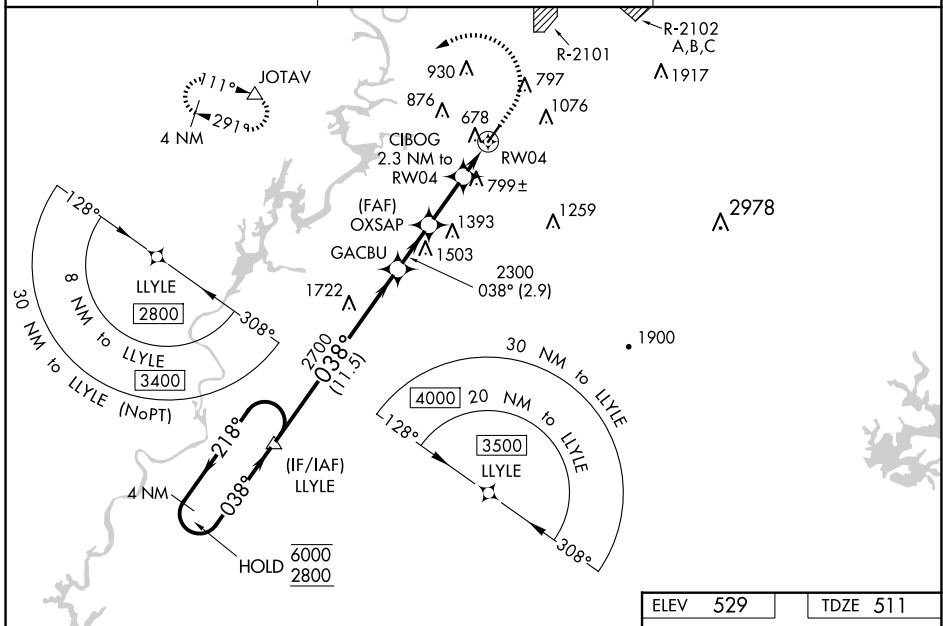 R-2101
R-2102
A,B,C
1917
930
797
1076
876
678
111°
JOTAV
291°
4 NM
CIBOG
2.3 NM to
RW04
RW04
799±
(FAF)
OXSAP
1393
1259
2978
GACBU
1503
2300
038° (2.9)
1722
128°
LLYLE
2800
308°
8 NM to LLYLE
3400
30 NM to LLYLE (NoPT)
2700
038°
(11.5)
1900
30 NM to LLYLE
4000
20 NM to LLYLE
128°
3500
LLYLE
308°
218°
038°
4 NM
(IF/IAF)
LLYLE
HOLD
6000
2800
ELEV 529
TDZE 511